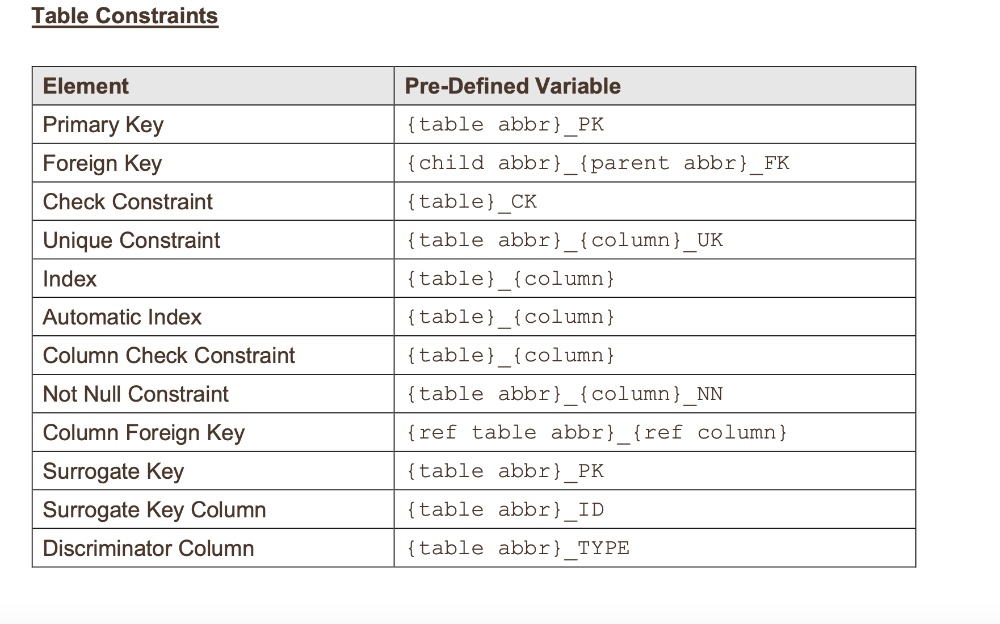 Table Constraints
Element Pre-Defined Variable
Primary Key {table abbr}_PK
Foreign Key {child abbr}_{parent abbr}_FK
Check Constraint {table}_CK
Unique Constraint {table abbr}_{column}_UK
Index {table}_{column}
Automatic Index {table}_{column}
Column Check Constraint {table}_{column}
Not Null Constraint {table abbr}_{column}_NN
Column Foreign Key {ref table abbr}_{ref column}
Surrogate Key {table abbr}_PK
Surrogate Key Column {table abbr}_ID
Discriminator Column {table abbr}_TYPE